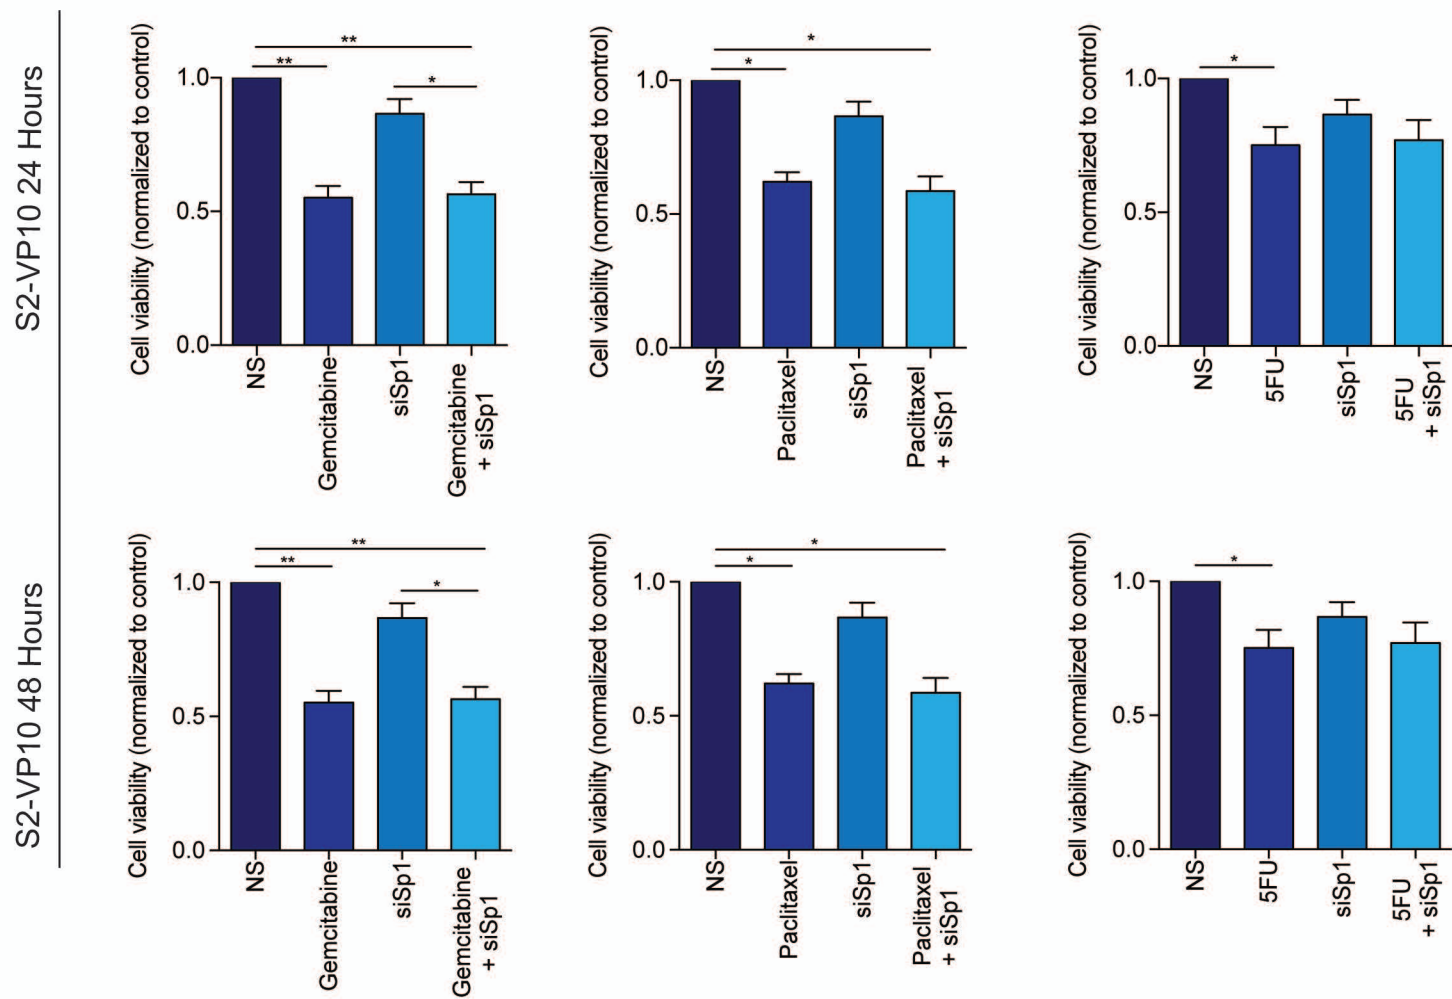 S2-VP10 24 Hours
Cell viability (normalized to control)
1.0
0.5
0.0
**
**
*
NS
Gemcitabine
siSp1
Gemcitabine
+ siSp1
Cell viability (normalized to control)
1.0
0.5
0.0
*
*
NS
Paclitaxel
siSp1
Paclitaxel
+ siSp1
Cell viability (normalized to control)
1.0
0.5
0.0
*
NS
5FU
siSp1
5FU
+ siSp1
S2-VP10 48 Hours
Cell viability (normalized to control)
1.0
0.5
0.0
**
**
*
NS
Gemcitabine
siSp1
Gemcitabine
+ siSp1
Cell viability (normalized to control)
1.0
0.5
0.0
*
*
NS
Paclitaxel
siSp1
Paclitaxel
+ siSp1
Cell viability (normalized to control)
1.0
0.5
0.0
*
NS
5FU
siSp1
5FU
+ siSp1